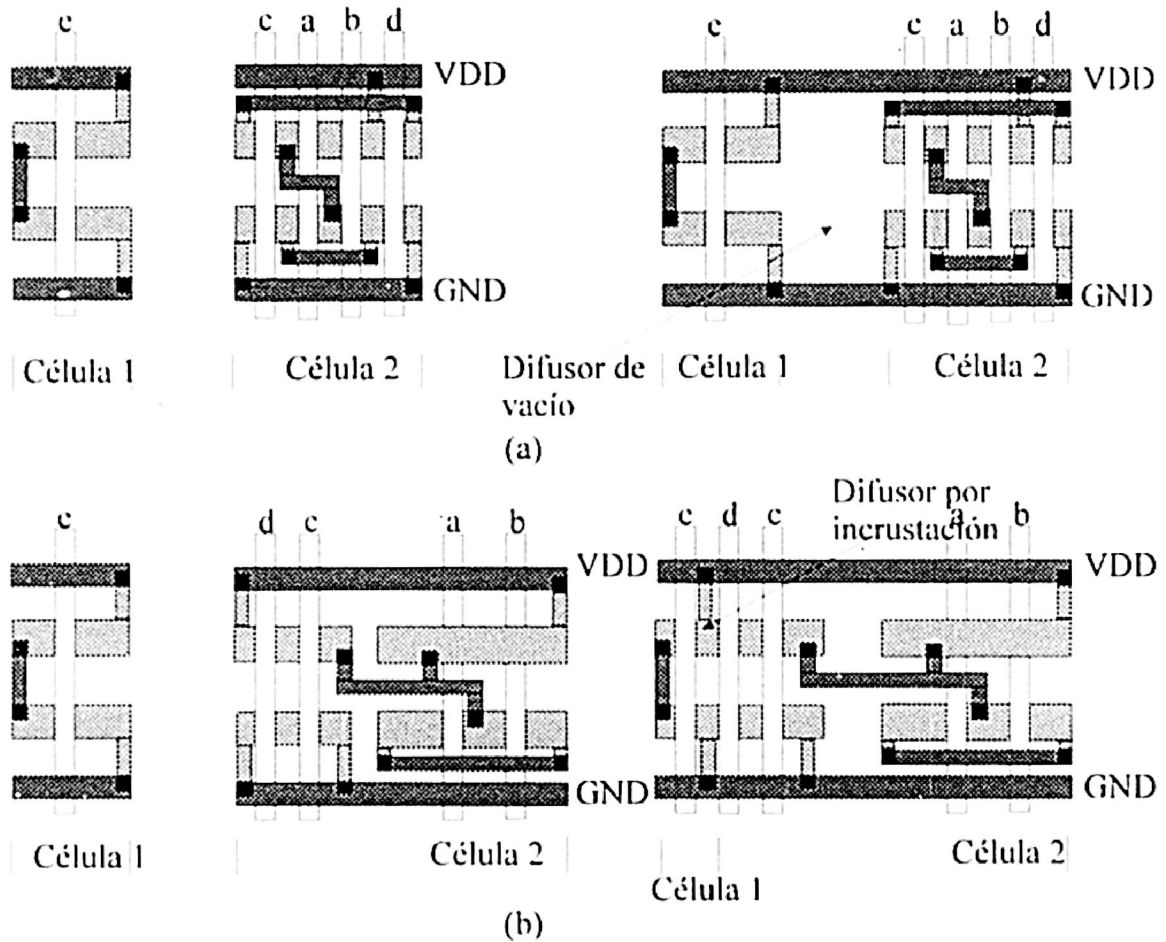 e c a b d e c a b d
VDD VDD
GND GND
Célula 1 Célula 2 Difusor de Célula 1 Célula 2
vacío
(a)
Difusor por
e d c a b e d c incrustación a b
VDD VDD
GND GND
Célula 1 Célula 2 Célula 2
Célula 1
(b)